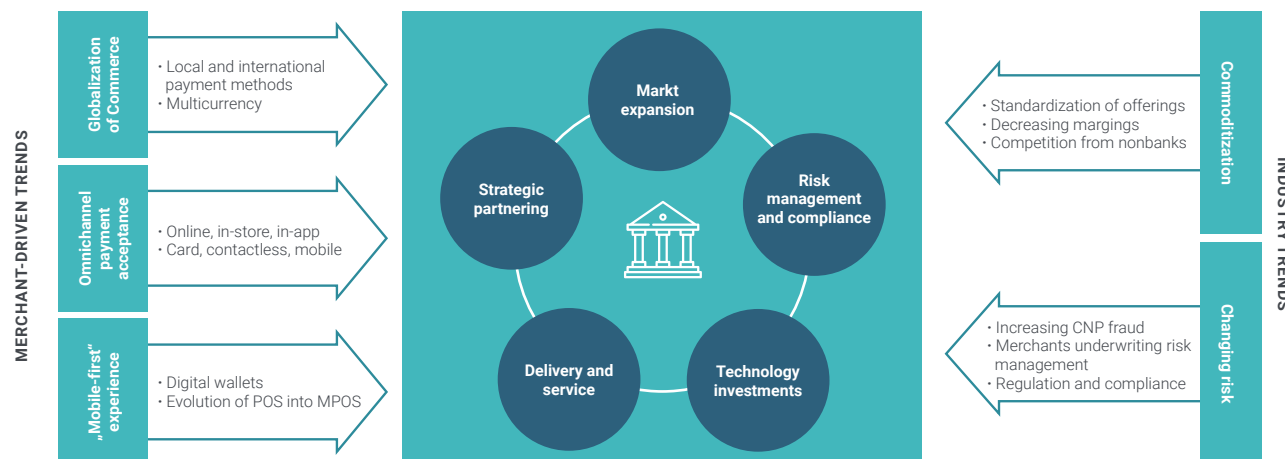 MERCHANT-DRIVEN TRENDS
Globalization
of Commerce
• Local and international
payment methods
• Multicurrency
Omnichannel
payment
acceptance
• Online, in-store, in-app
• Card, contactless, mobile
„Mobile-first“
experience
• Digital wallets
• Evolution of POS into MPOS
Markt
expansion
Strategic
partnering
Risk
management
and compliance
Delivery and
service
Technology
investments
• Standardization of offerings
• Decreasing margings
• Competition from nonbanks
Commoditization
• Increasing CNP fraud
• Merchants underwriting risk
management
• Regulation and compliance
Changing risk
INDUSTRY TRENDS